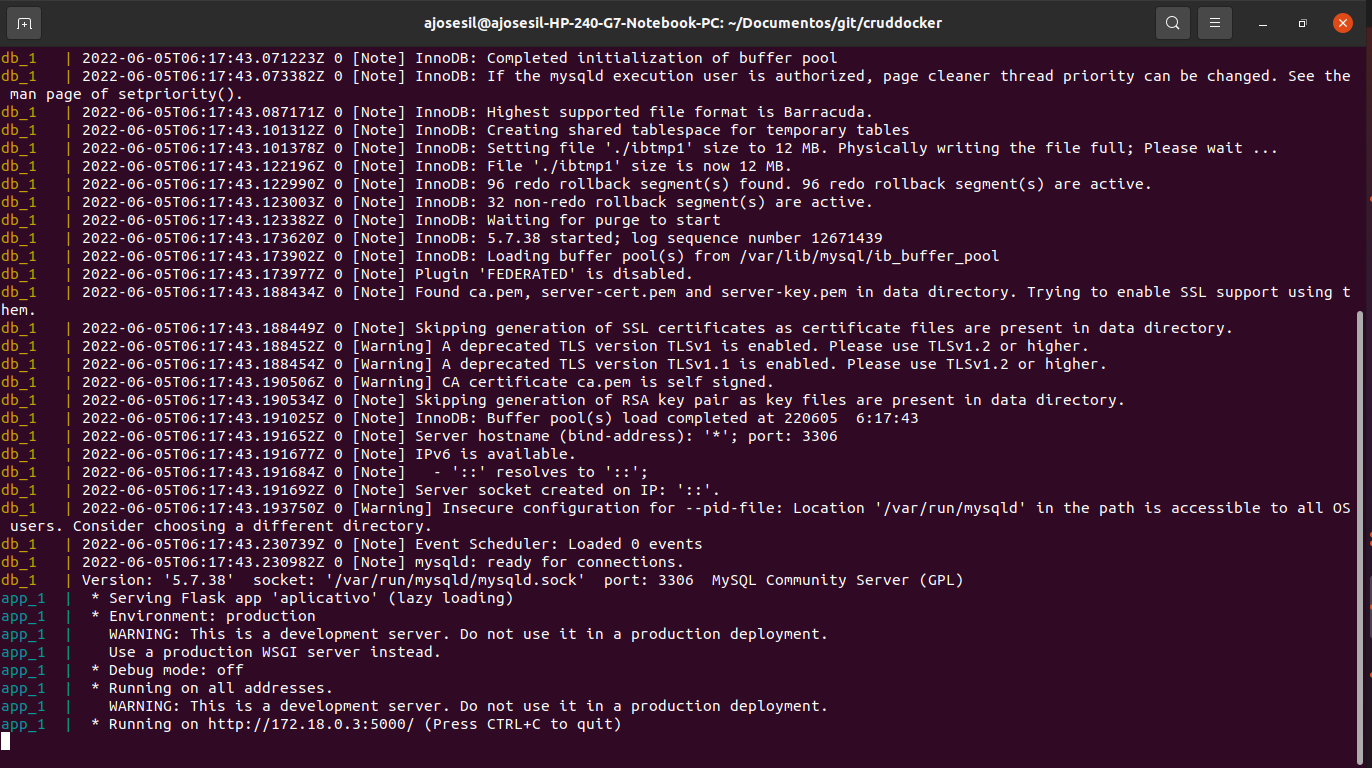 ajosesil@ajosesil-HP-240-G7-Notebook-PC: ~/Documentos/git/cruddocker
db_1   | 2022-06-05T06:17:43.071223Z 0 [Note] InnoDB: Completed initialization of buffer pool
db_1   | 2022-06-05T06:17:43.073382Z 0 [Note] InnoDB: If the mysqld execution user is authorized, page cleaner thread priority can be changed. See the
 man page of setpriority().
db_1   | 2022-06-05T06:17:43.087171Z 0 [Note] InnoDB: Highest supported file format is Barracuda.
db_1   | 2022-06-05T06:17:43.101312Z 0 [Note] InnoDB: Creating shared tablespace for temporary tables
db_1   | 2022-06-05T06:17:43.101378Z 0 [Note] InnoDB: Setting file './ibtmp1' size to 12 MB. Physically writing the file full; Please wait ...
db_1   | 2022-06-05T06:17:43.122196Z 0 [Note] InnoDB: File './ibtmp1' size is now 12 MB.
db_1   | 2022-06-05T06:17:43.122990Z 0 [Note] InnoDB: 96 redo rollback segment(s) found. 96 redo rollback segment(s) are active.
db_1   | 2022-06-05T06:17:43.123003Z 0 [Note] InnoDB: 32 non-redo rollback segment(s) are active.
db_1   | 2022-06-05T06:17:43.123382Z 0 [Note] InnoDB: Waiting for purge to start
db_1   | 2022-06-05T06:17:43.173620Z 0 [Note] InnoDB: 5.7.38 started; log sequence number 12671439
db_1   | 2022-06-05T06:17:43.173902Z 0 [Note] InnoDB: Loading buffer pool(s) from /var/lib/mysql/ib_buffer_pool
db_1   | 2022-06-05T06:17:43.173977Z 0 [Note] Plugin 'FEDERATED' is disabled.
db_1   | 2022-06-05T06:17:43.188434Z 0 [Note] Found ca.pem, server-cert.pem and server-key.pem in data directory. Trying to enable SSL support using t
hem.
db_1   | 2022-06-05T06:17:43.188449Z 0 [Note] Skipping generation of SSL certificates as certificate files are present in data directory.
db_1   | 2022-06-05T06:17:43.188452Z 0 [Warning] A deprecated TLS version TLSv1 is enabled. Please use TLSv1.2 or higher.
db_1   | 2022-06-05T06:17:43.188454Z 0 [Warning] A deprecated TLS version TLSv1.1 is enabled. Please use TLSv1.2 or higher.
db_1   | 2022-06-05T06:17:43.190506Z 0 [Warning] CA certificate ca.pem is self signed.
db_1   | 2022-06-05T06:17:43.190534Z 0 [Note] Skipping generation of RSA key pair as key files are present in data directory.
db_1   | 2022-06-05T06:17:43.191025Z 0 [Note] InnoDB: Buffer pool(s) load completed at 220605  6:17:43
db_1   | 2022-06-05T06:17:43.191652Z 0 [Note] Server hostname (bind-address): '*'; port: 3306
db_1   | 2022-06-05T06:17:43.191677Z 0 [Note] IPv6 is available.
db_1   | 2022-06-05T06:17:43.191684Z 0 [Note]   - '::' resolves to '::';
db_1   | 2022-06-05T06:17:43.191692Z 0 [Note] Server socket created on IP: '::'.
db_1   | 2022-06-05T06:17:43.193750Z 0 [Warning] Insecure configuration for --pid-file: Location '/var/run/mysqld' in the path is accessible to all OS
 users. Consider choosing a different directory.
db_1   | 2022-06-05T06:17:43.230739Z 0 [Note] Event Scheduler: Loaded 0 events
db_1   | 2022-06-05T06:17:43.230982Z 0 [Note] mysqld: ready for connections.
db_1   | Version: '5.7.38'  socket: '/var/run/mysqld/mysqld.sock'  port: 3306  MySQL Community Server (GPL)
app_1  |  * Serving Flask app 'aplicativo' (lazy loading)
app_1  |  * Environment: production
app_1  |    WARNING: This is a development server. Do not use it in a production deployment.
app_1  |    Use a production WSGI server instead.
app_1  |  * Debug mode: off
app_1  |  * Running on all addresses.
app_1  |    WARNING: This is a development server. Do not use it in a production deployment.
app_1  |  * Running on http://172.18.0.3:5000/ (Press CTRL+C to quit)